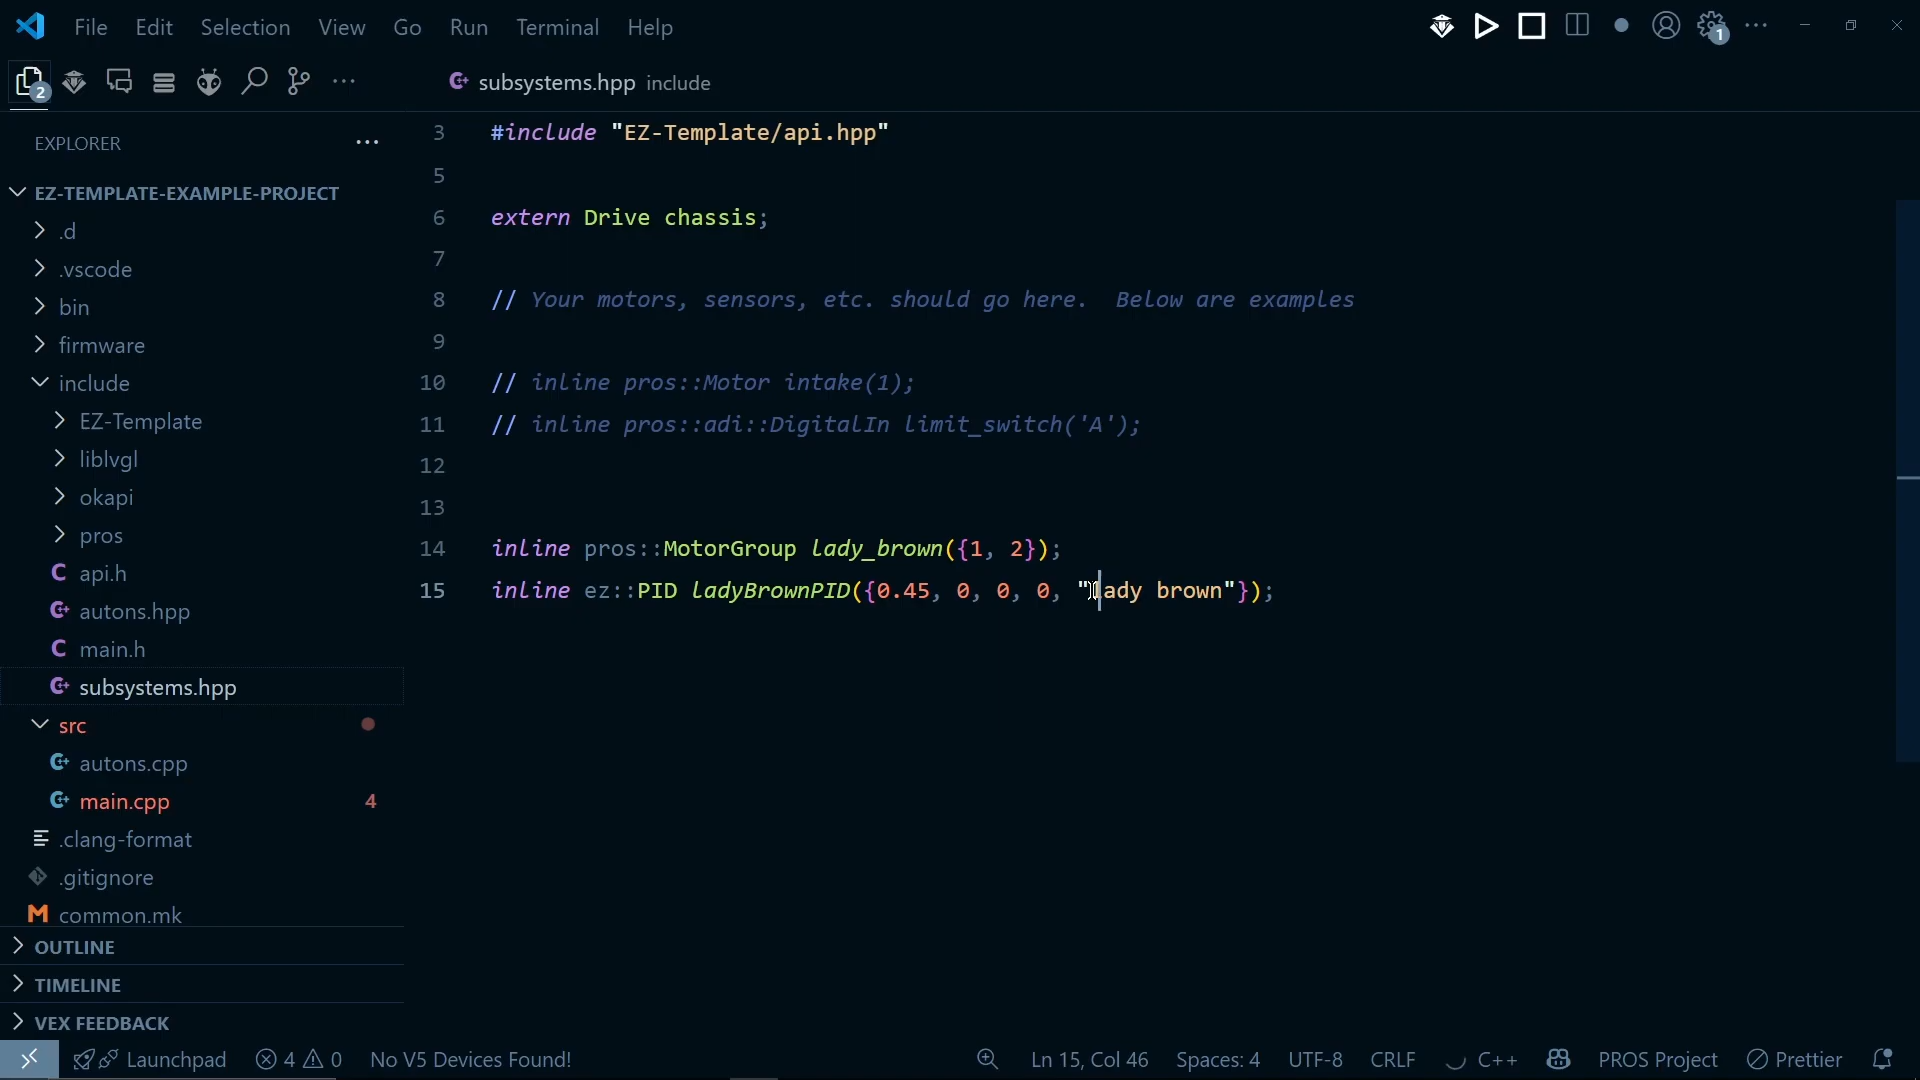 File Edit Selection View Go Run Terminal Help
1
2
subsystems.hpp include
EXPLORER
EZ-TEMPLATE-EXAMPLE-PROJECT
.d
.vscode
bin
firmware
include
EZ-Template
liblvgl
okapi
pros
api.h
autons.hpp
main.h
subsystems.hpp
src
autons.cpp
main.cpp 4
.clang-format
.gitignore
common.mk
OUTLINE
TIMELINE
VEX FEEDBACK
3 #include "EZ-Template/api.hpp"
5
6 extern Drive chassis;
7
8 // Your motors, sensors, etc. should go here.  Below are examples
9
10 // inline pros::Motor intake(1);
11 // inline pros::adi::DigitalIn limit_switch('A');
12
13
14 inline pros::MotorGroup lady_brown({1, 2});
15 inline ez::PID ladyBrownPID({0.45, 0, 0, 0, "Lady brown"});
Launchpad 4 0 No V5 Devices Found! Ln 15, Col 46 Spaces: 4 UTF-8 CRLF C++ PROS Project Prettier